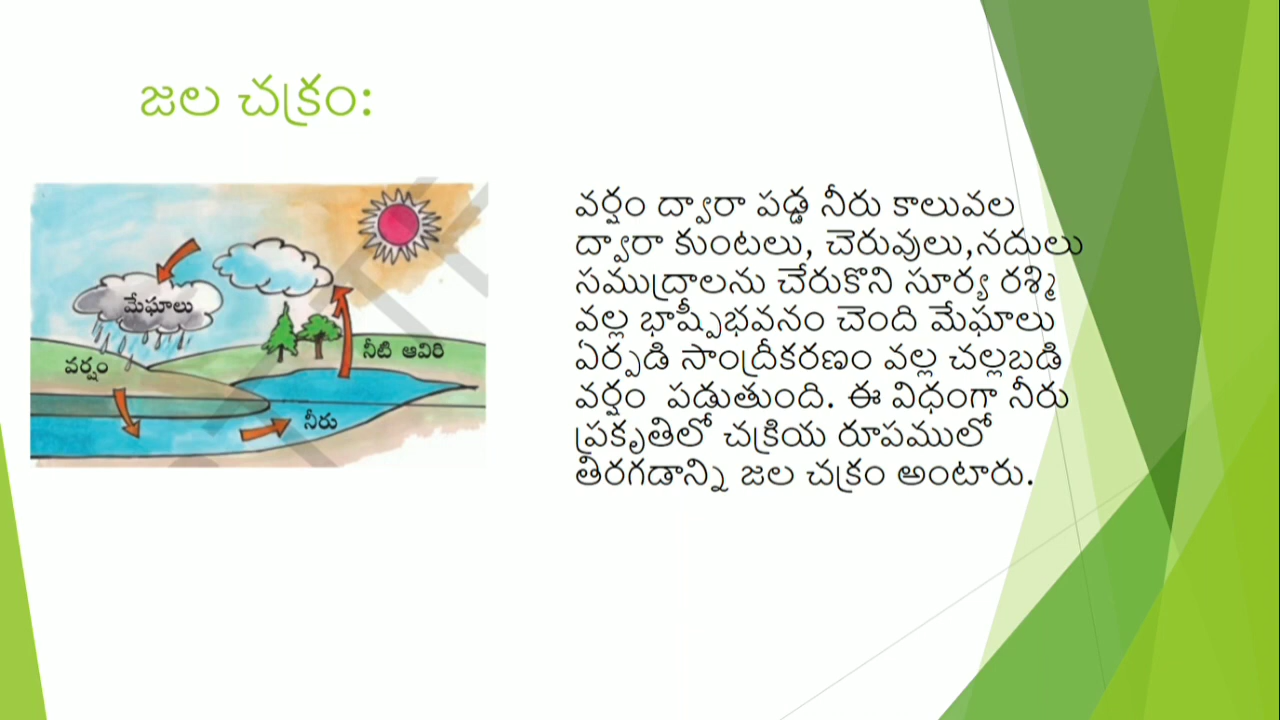 జల చక్రం:
మేఘాలు
వర్షం
నీటి ఆవిరి
నీరు
వర్షం ద్వారా పడ్డ నీరు కాలువల
ద్వారా కుంటలు, చెరువులు,నదులు
సముద్రాలను చేరుకొని సూర్య రశ్మి
వల్ల భాష్పీభవనం చెంది మేఘాలు
ఏర్పడి సాంద్రీకరణం వల్ల చల్లబడి
వర్షం పడుతుంది. ఈ విధంగా నీరు
ప్రకృతిలో చక్రియ రూపములో
తిరగడాన్ని జల చక్రం అంటారు.